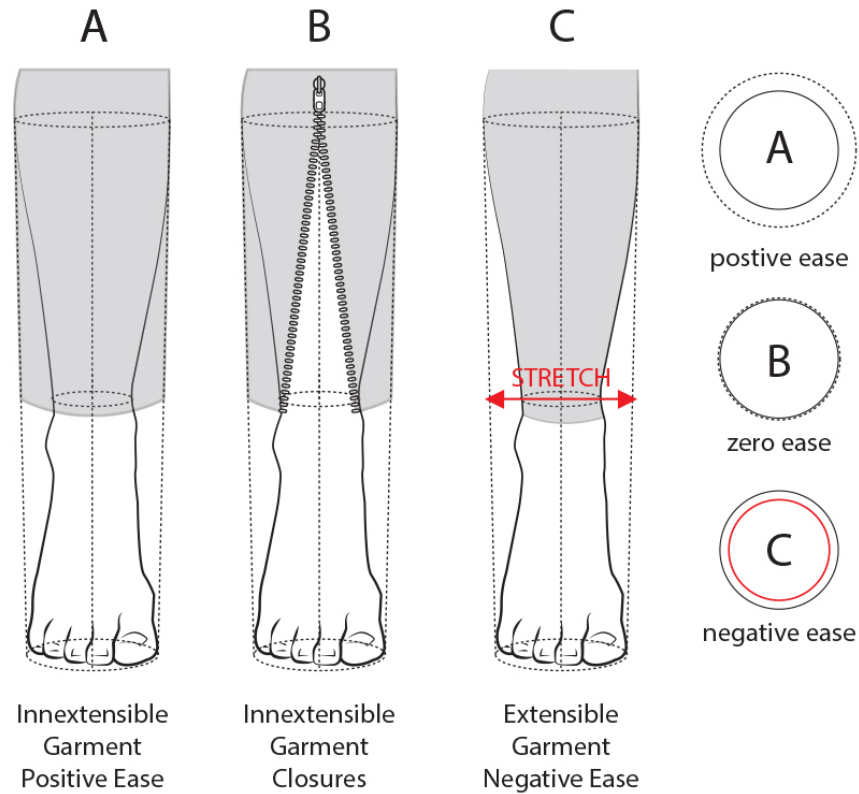 A
B
C
A
postive ease
B
zero ease
STRETCH
C
negative ease
Innextensible
Garment
Positive Ease
Innextensible
Garment
Closures
Extensible
Garment
Negative Ease